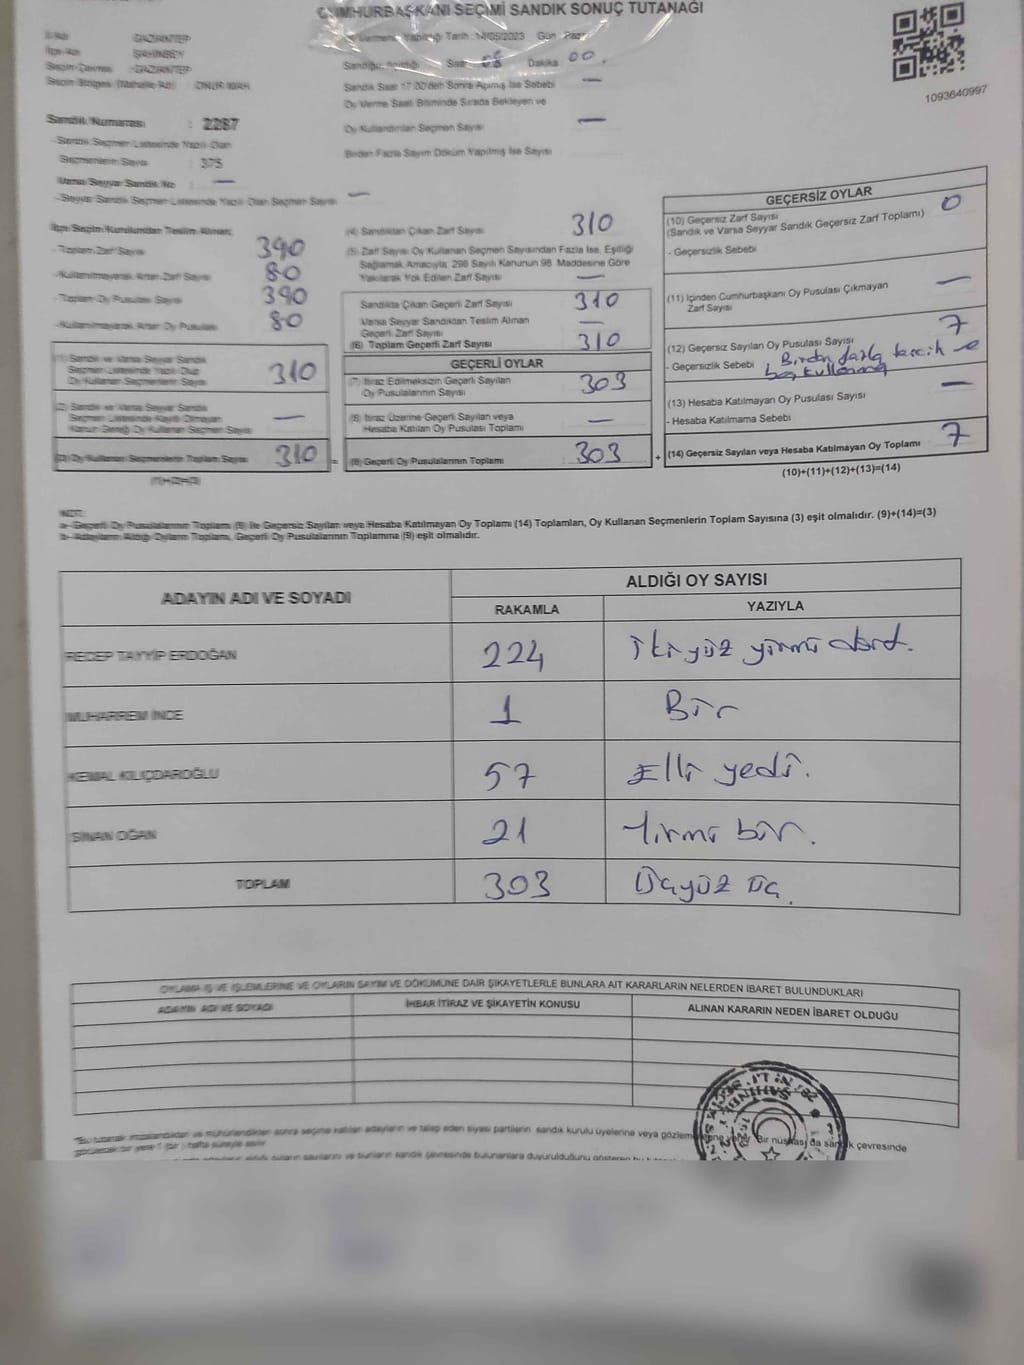 CUMHURBAŞKANI SEÇİMİ SANDIK SONUÇ TUTANAĞI
İl Adı : GAZİANTEP
İlçe Adı : ŞAHİNBEY
Seçim Çevresi : GAZİANTEP
Seçim Bölgesi (Mahalle Adı) : ONUR MAH
Sandık Numarası : 2287
- Sandık Seçmen Listesinde Yazılı Olan
Seçmenlerin Sayısı : 375
Varsa Seyyar Sandık No : —
- Seyyar Sandık Seçmen Listesinde Yazılı Olan Seçmen Sayısı —
Oy Verme Yapıldığı Tarih : 14/05/2023 Gün Pazar
Sandığın Açıldığı Saat 08 Dakika 00.
Sandık Saat 17:00'den Sonra Açılmış İse Sebebi —
Oy Verme Saati Bitiminde Sırada Bekleyen ve
Oy Kullandırılan Seçmen Sayısı —
Birden Fazla Sayım Döküm Yapılmış İse Sayısı
1093640997
İlçe Seçim Kurulundan Teslim Alınan;
- Toplam Zarf Sayısı 390
- Kullanılmayarak Artan Zarf Sayısı 80
- Toplam Oy Pusulası Sayısı 390
- Kullanılmayarak Artan Oy Pusulası 80
(1) Sandık ve Varsa Seyyar Sandık
Seçmen Listesinde Yazılı Olup
Oy Kullanan Seçmenlerin Sayısı 310
(2) Sandık ve Varsa Seyyar Sandık
Seçmen Listesinde Kayıtlı Olmayan
Kanun Gereği Oy Kullanan Seçmen Sayısı —
(3) Oy Kullanan Seçmenlerin Toplam Sayısı 310 =
(1)+(2)=(3)
(4) Sandıktan Çıkan Zarf Sayısı 310
(5) Zarf Sayısı Oy Kullanan Seçmen Sayısından Fazla İse, Eşitliği
Sağlamak Amacıyla 298 Sayılı Kanunun 98. Maddesine Göre
Yakılarak Yok Edilen Zarf Sayısı —
Sandıkta Çıkan Geçerli Zarf Sayısı 310
Varsa Seyyar Sandıktan Teslim Alınan
Geçerli Zarf Sayısı —
(6) Toplam Geçerli Zarf Sayısı 310
GEÇERLİ OYLAR
(7) İtiraz Edilmeksizin Geçerli Sayılan
Oy Pusulasının Sayısı 303
(8) İtiraz Üzerine Geçerli Sayılan veya
Hesaba Katılan Oy Pusulası Toplamı —
(9) Geçerli Oy Pusulalarının Toplamı : 303 +
GEÇERSİZ OYLAR
(10) Geçersiz Zarf Sayısı 0
(Sandık ve Varsa Seyyar Sandık Geçersiz Zarf Toplamı)
- Geçersizlik Sebebi
(11) İçinden Cumhurbaşkanı Oy Pusulası Çıkmayan —
Zarf Sayısı
(12) Geçersiz Sayılan Oy Pusulası Sayısı 7
- Geçersizlik Sebebi Birden fazla tercih ve
boş kullanma
(13) Hesaba Katılmayan Oy Pusulası Sayısı —
- Hesaba Katılmama Sebebi
(14) Geçersiz Sayılan veya Hesaba Katılmayan Oy Toplamı 7
(10)+(11)+(12)+(13)=(14)
NOT:
a- Geçerli Oy Pusulalarının Toplamı (9) ile Geçersiz Sayılan veya Hesaba Katılmayan Oy Toplamı (14) Toplamları, Oy Kullanan Seçmenlerin Toplam Sayısına (3) eşit olmalıdır. (9)+(14)=(3)
b- Adayların Aldığı Oyların Toplamı, Geçerli Oy Pusulalarının Toplamına (9) eşit olmalıdır.
ADAYIN ADI VE SOYADI ALDIĞI OY SAYISI
RAKAMLA YAZIYLA
RECEP TAYYİP ERDOĞAN 224 ikiyüz yirmi dört.
MUHARREM İNCE 1 Bir
KEMAL KILIÇDAROĞLU 57 Elli yedi.
SİNAN OĞAN 21 Yirmi bir.
TOPLAM 303 Üçyüz üç.
OYLAMA İŞ VE İŞLEMLERİNE VE OYLARIN SAYIM VE DÖKÜMÜNE DAİR ŞİKAYETLERLE BUNLARA AİT KARARLARIN NELERDEN İBARET BULUNDUKLARI
ADAYIN ADI VE SOYADI İHBAR İTİRAZ VE ŞİKAYETİN KONUSU ALINAN KARARIN NEDEN İBARET OLDUĞU
"Bu tutanak imzalandıktan ve mühürlendikten sonra seçime katılan adayların ve talep eden siyasi partilerin sandık kurulu üyelerine veya Bir nüshası da sandık çevresinde
görülecek bir yere 1 (bir) hafta süreyle asılır.